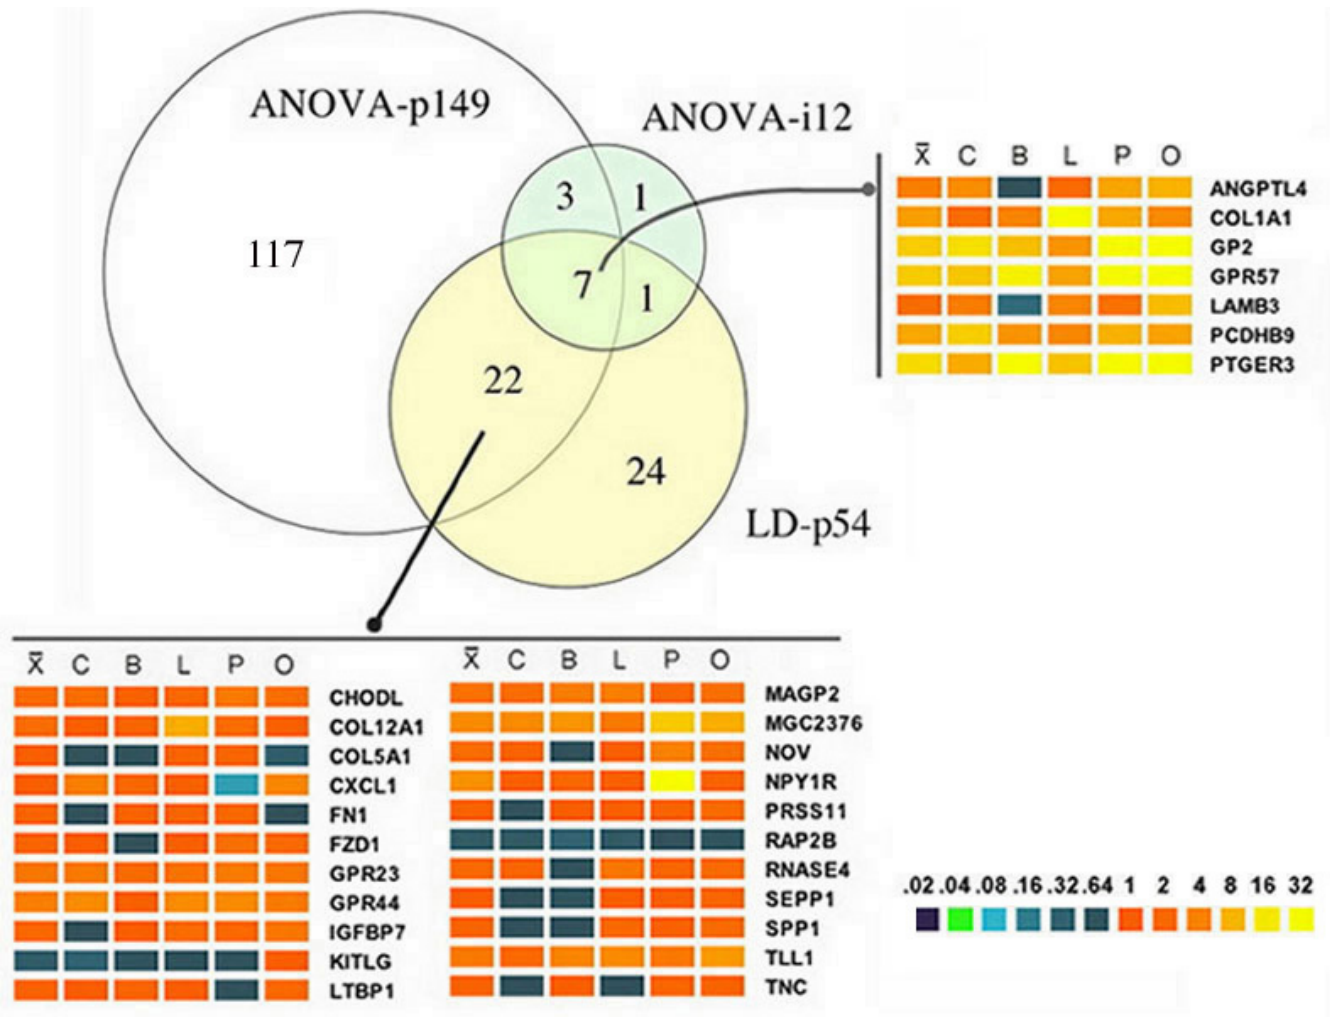 ANOVA-p149
ANOVA-i12
3
1
117
7
1
22
24
LD-p54
X̄ C B L P O
ANGPTL4
COL1A1
GP2
GPR57
LAMB3
PCDHB9
PTGER3
X̄ C B L P O
CHODL
COL12A1
COL5A1
CXCL1
FN1
FZD1
GPR23
GPR44
IGFBP7
KITLG
LTBP1
X̄ C B L P O
MAGP2
MGC2376
NOV
NPY1R
PRSS11
RAP2B
RNASE4
SEPP1
SPP1
TLL1
TNC
.02 .04 .08 .16 .32 .64 1 2 4 8 16 32